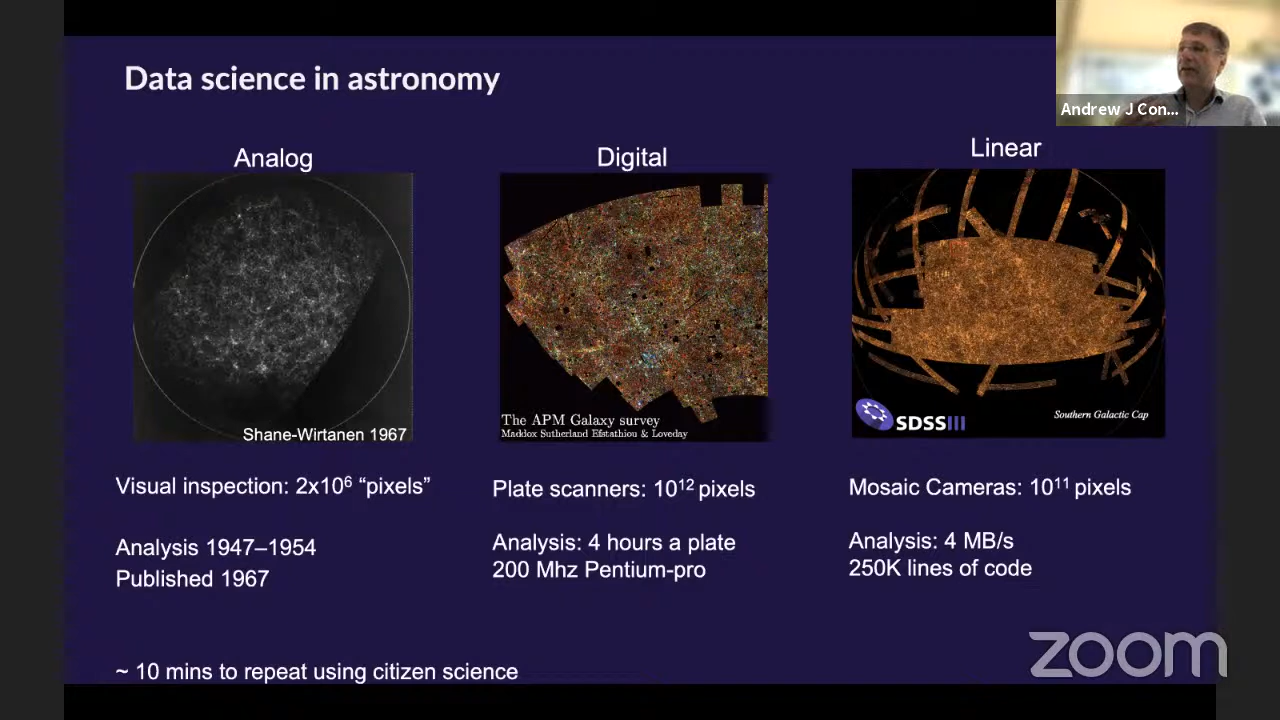 Data science in astronomy
Andrew J Con...
Analog
Digital
Linear
Shane-Wirtanen 1967
The APM Galaxy survey
Maddox Sutherland Efstathiou & Loveday
SDSSIII
Southern Galactic Cap
Visual inspection: 2x10⁶ “pixels”
Analysis 1947–1954
Published 1967
Plate scanners: 10¹² pixels
Analysis: 4 hours a plate
200 Mhz Pentium-pro
Mosaic Cameras: 10¹¹ pixels
Analysis: 4 MB/s
250K lines of code
~ 10 mins to repeat using citizen science
zoom